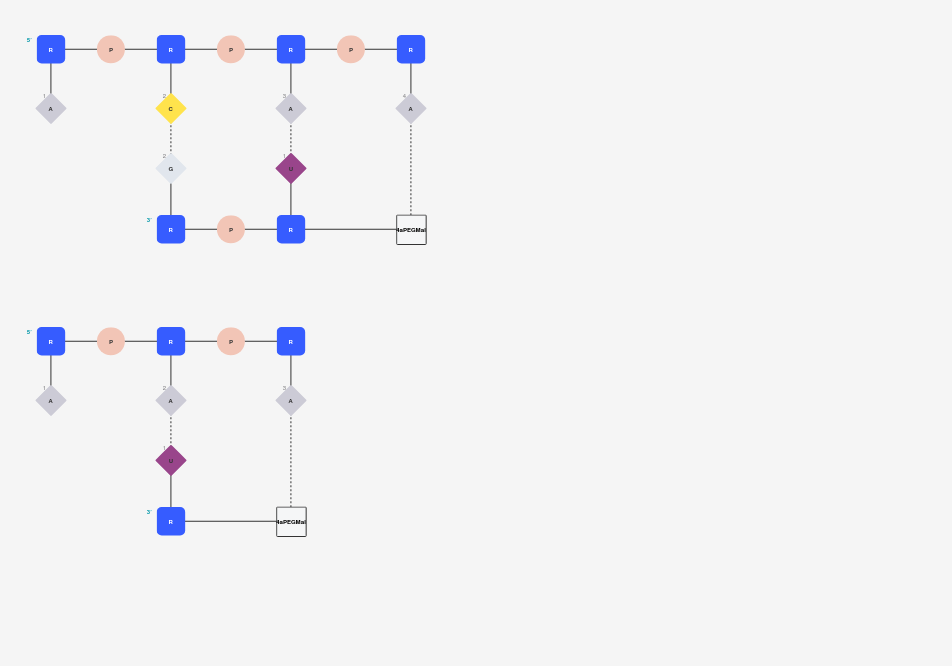 5' R P R P R P R
1 A 2 C 3 A 4 A
2 G 1 U
3' R P R 4aPEGMal
5' R P R P R
1 A 2 A 3 A
1 U
3' R 4aPEGMal